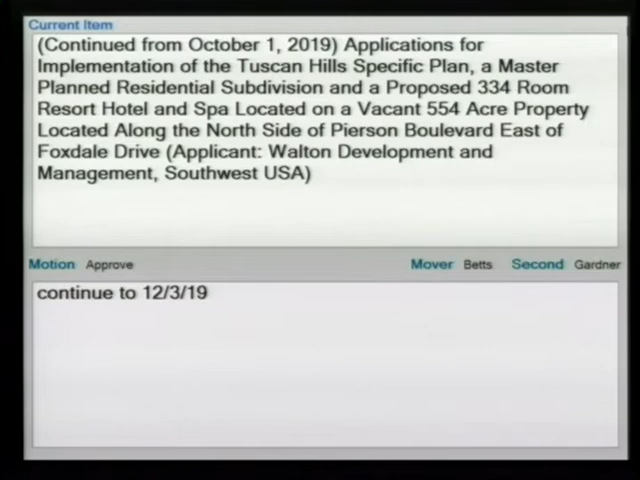 Current Item
(Continued from October 1, 2019) Applications for
Implementation of the Tuscan Hills Specific Plan, a Master
Planned Residential Subdivision and a Proposed 334 Room
Resort Hotel and Spa Located on a Vacant 554 Acre Property
Located Along the North Side of Pierson Boulevard East of
Foxdale Drive (Applicant: Walton Development and
Management, Southwest USA)
Motion Approve Mover Betts Second Gardner
continue to 12/3/19